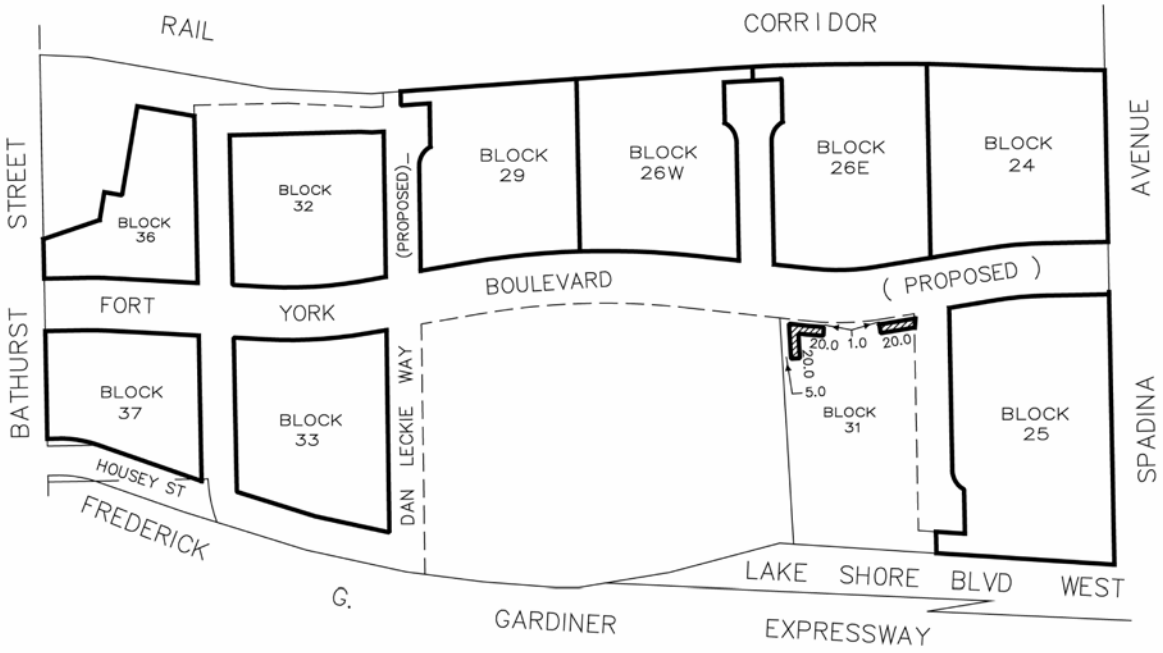 RAIL
CORRIDOR
STREET
AVENUE
BLOCK
36
BLOCK
32
(PROPOSED)
BLOCK
29
BLOCK
26W
BLOCK
26E
BLOCK
24
FORT
YORK
BOULEVARD
( PROPOSED )
BATHURST
BLOCK
37
BLOCK
33
DAN LECKIE WAY
20.0
1.0
20.0
20.0
5.0
BLOCK
31
BLOCK
25
SPADINA
HOUSEY ST
FREDERICK
G.
GARDINER
EXPRESSWAY
LAKE SHORE BLVD WEST